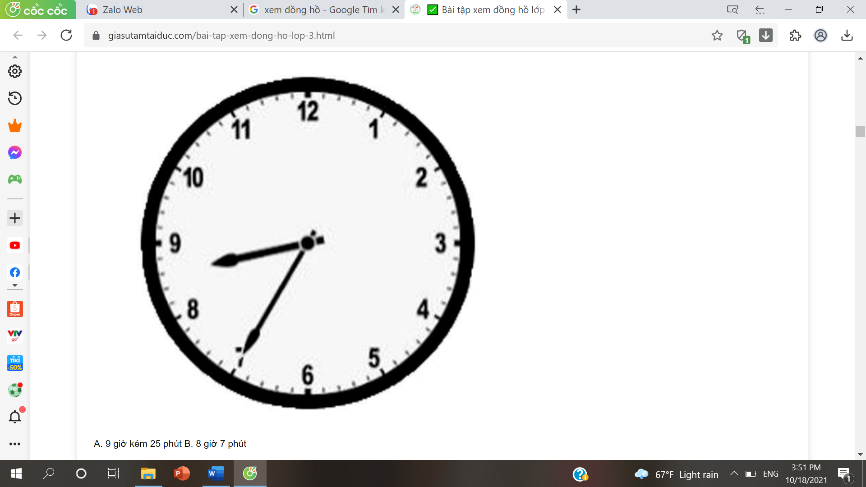 cốc cốc
Zalo Web
xem đồng hồ - Google Tìm k
Bài tập xem đồng hồ lớp
giasutamtaiduc.com/bai-tap-xem-dong-ho-lop-3.html
12
11
1
10
2
9
3
8
4
7
5
6
A. 9 giờ kém 25 phút B. 8 giờ 7 phút
67°F Light rain
ENG
3:51 PM
10/18/2021